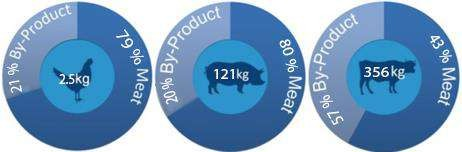 21 % By-Product
79 % Meat
2.5kg
20% By-Product
80 % Meat
121kg
57 % By-Product
43 % Meat
356kg